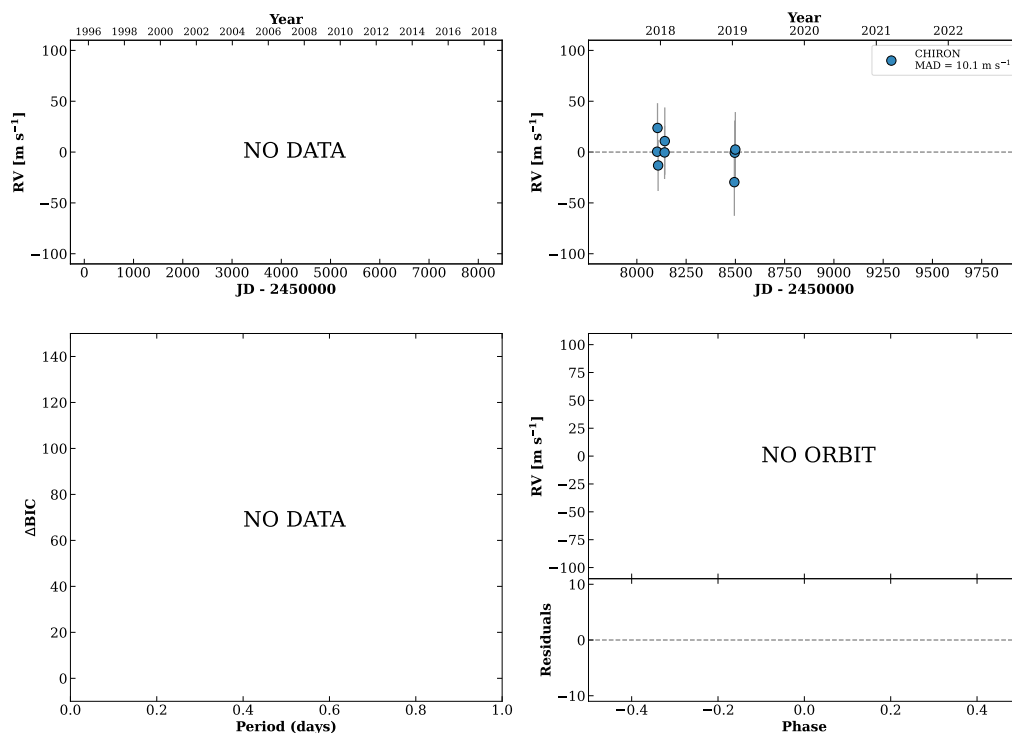 Year
1996 1998 2000 2002 2004 2006 2008 2010 2012 2014 2016 2018
RV [m s⁻¹]
100
50
0
−50
−100
NO DATA
0 1000 2000 3000 4000 5000 6000 7000 8000
JD - 2450000
Year
2018 2019 2020 2021 2022
CHIRON
MAD = 10.1 m s⁻¹
RV [m s⁻¹]
100
50
0
−50
−100
8000 8250 8500 8750 9000 9250 9500 9750
JD - 2450000
ΔBIC
140
120
100
80
60
40
20
0
NO DATA
0.0 0.2 0.4 0.6 0.8 1.0
Period (days)
RV [m s⁻¹]
100
75
50
25
0
−25
−50
−75
−100
NO ORBIT
Residuals
10
0
−10
−0.4 −0.2 0.0 0.2 0.4
Phase